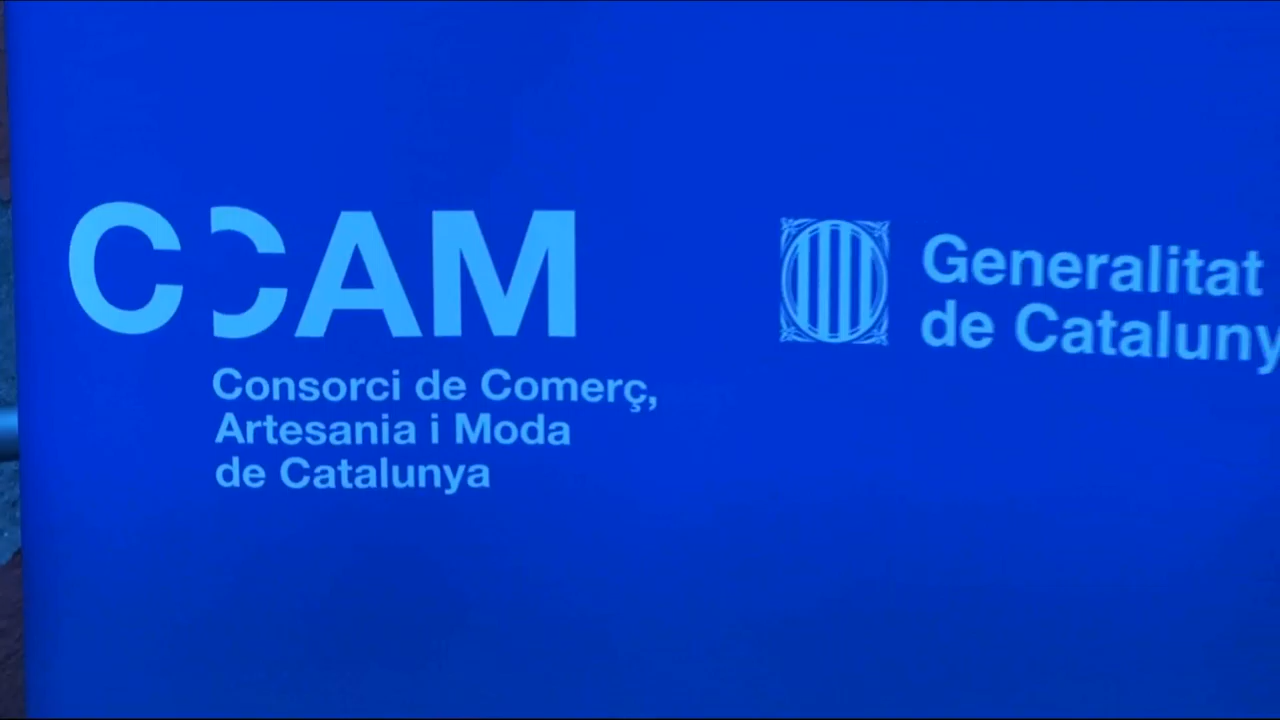 CCAM
Consorci de Comerç,
Artesania i Moda
de Catalunya
Generalitat
de Cataluny